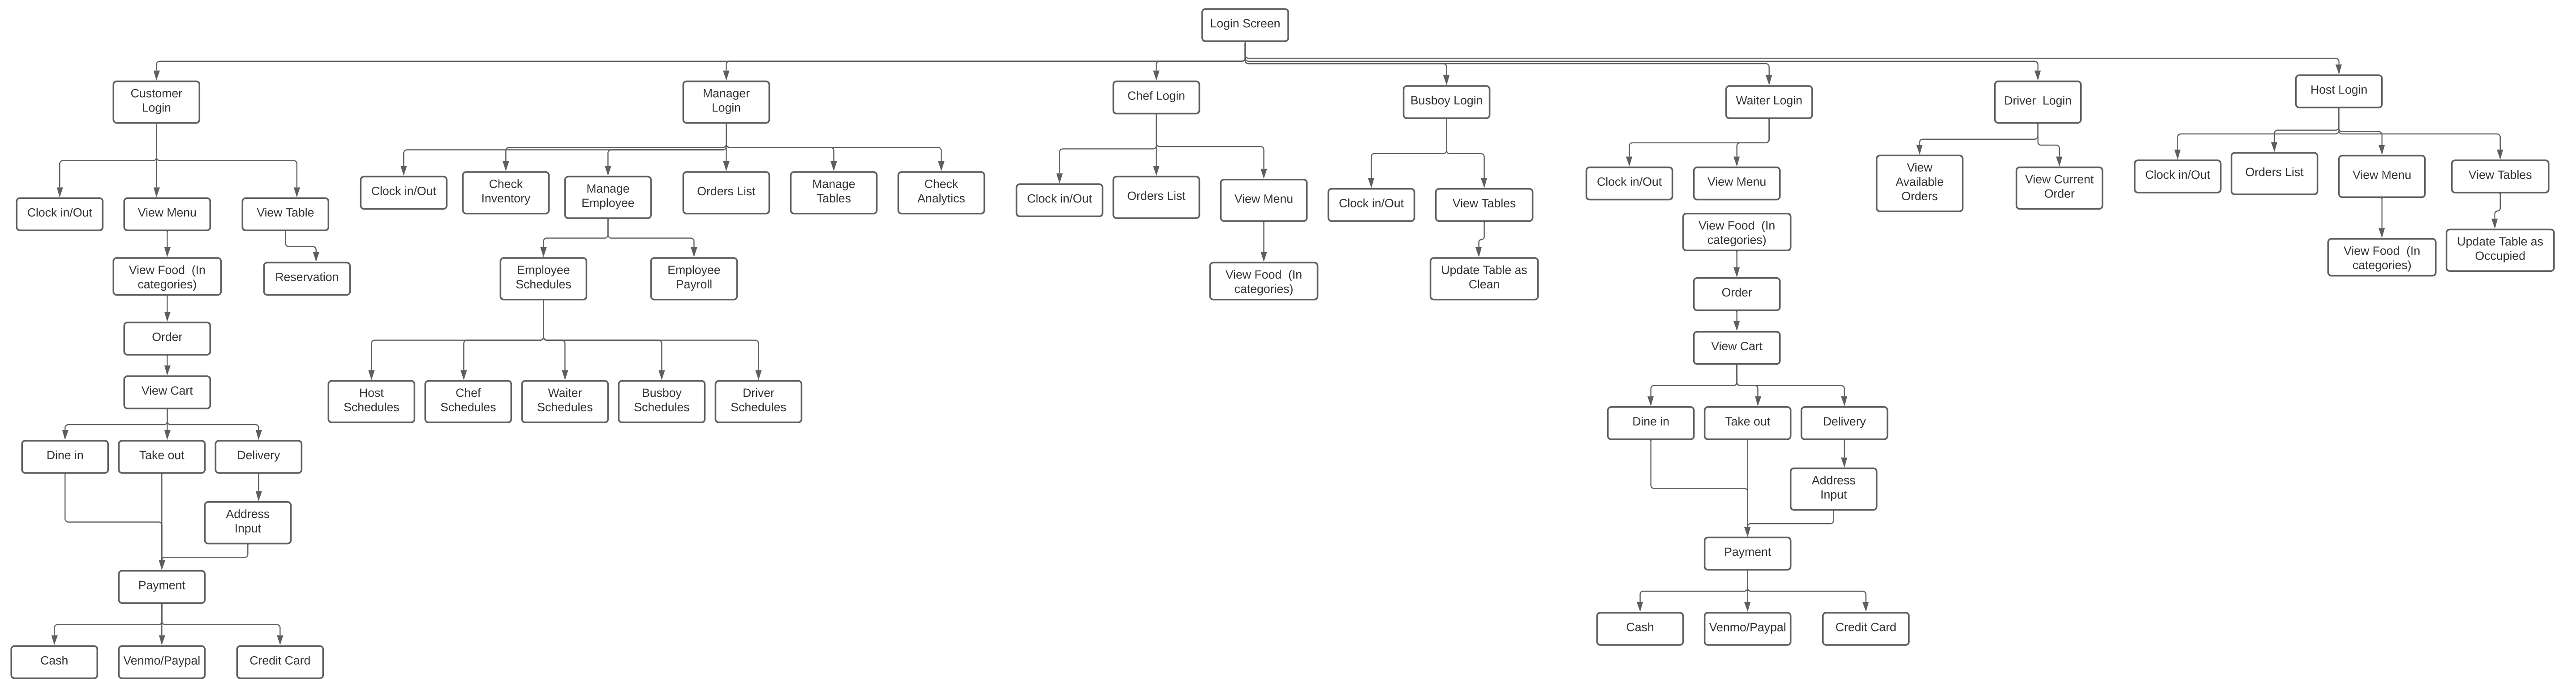 Login Screen
Customer
Login
Manager
Login
Chef Login
Busboy Login
Waiter Login
Driver  Login
Host Login
Clock in/Out
View Menu
View Table
View Food  (In
categories)
Reservation
Order
View Cart
Dine in
Take out
Delivery
Address
Input
Payment
Cash
Venmo/Paypal
Credit Card
Clock in/Out
Check
Inventory
Manage
Employee
Orders List
Manage
Tables
Check
Analytics
Employee
Schedules
Employee
Payroll
Host
Schedules
Chef
Schedules
Waiter
Schedules
Busboy
Schedules
Driver
Schedules
Clock in/Out
Orders List
View Menu
View Food  (In
categories)
Clock in/Out
View Tables
Update Table as
Clean
Clock in/Out
View Menu
View Food  (In
categories)
Order
View Cart
Dine in
Take out
Delivery
Address
Input
Payment
Cash
Venmo/Paypal
Credit Card
View
Available
Orders
View Current
Order
Clock in/Out
Orders List
View Menu
View Tables
View Food  (In
categories)
Update Table as
Occupied